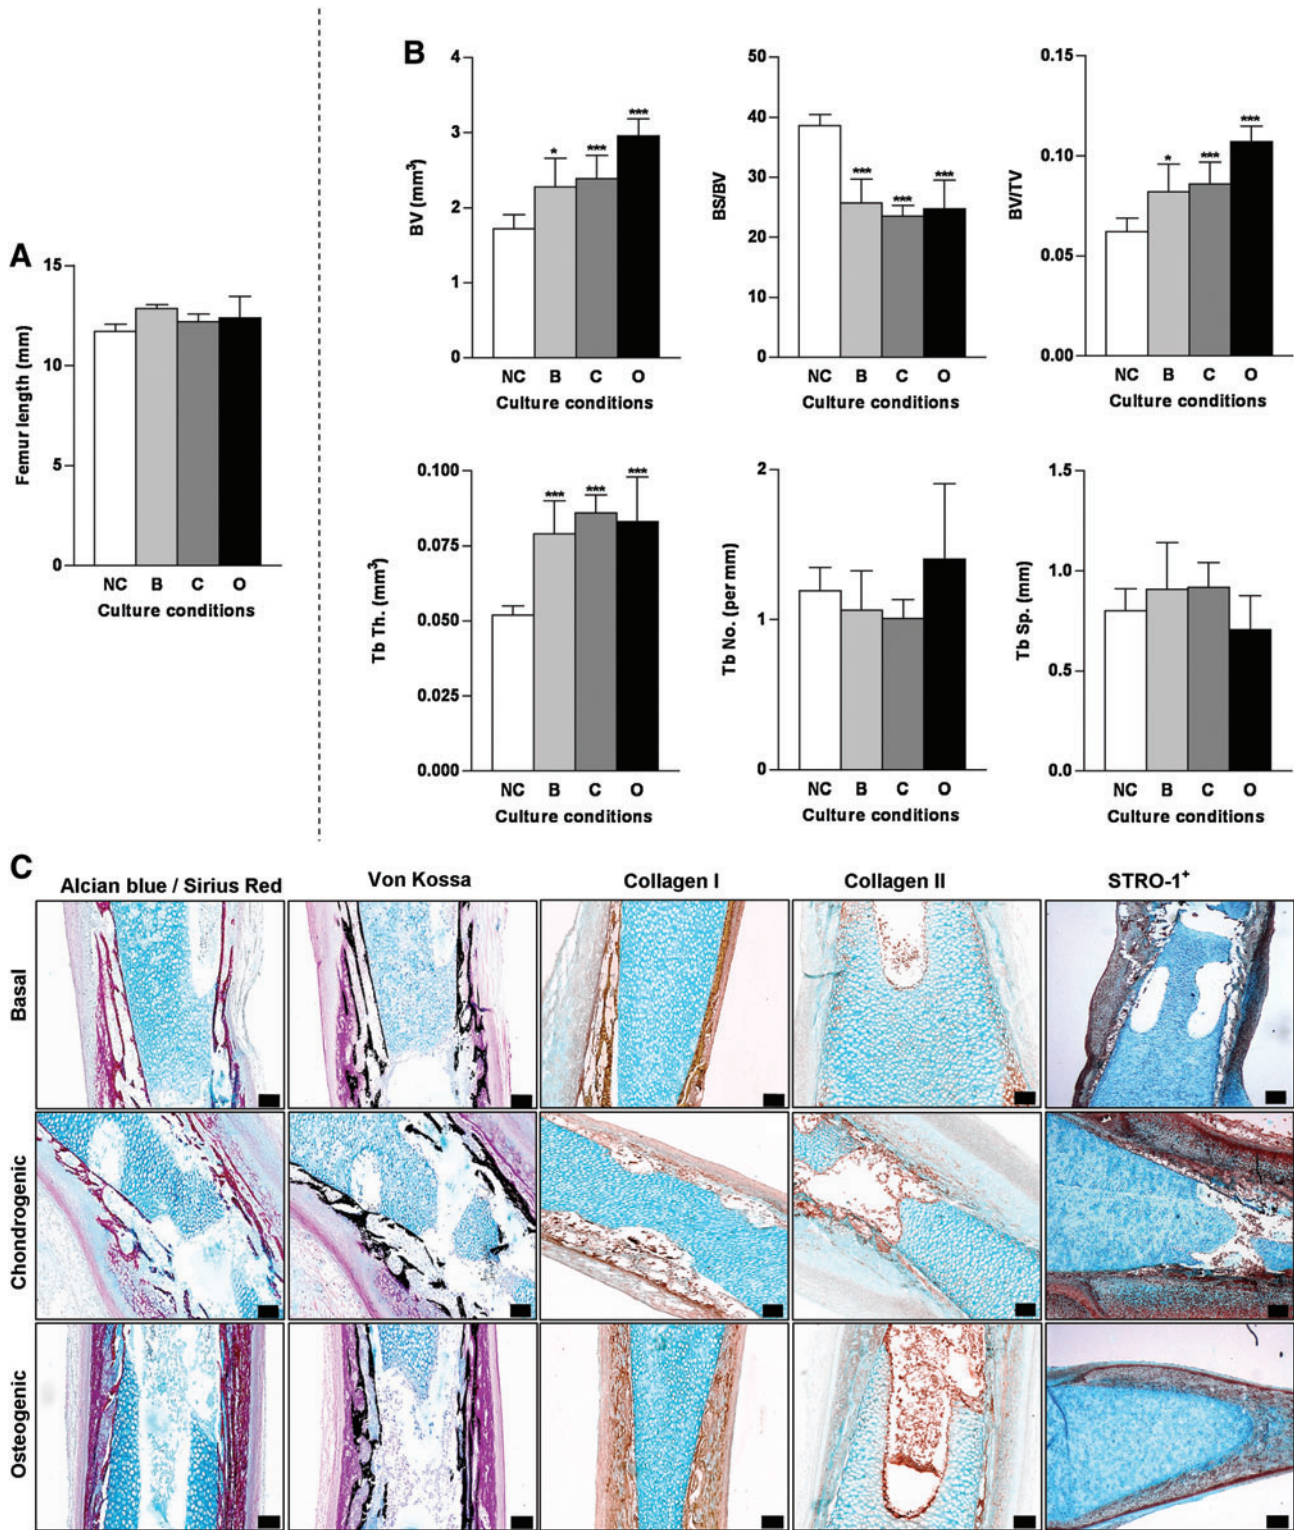 A
Femur length (mm)
15
10
5
0
NC B C O
Culture conditions
B
BV (mm³)
4
3
2
1
0
* *** ***
NC B C O
Culture conditions
BS/BV
50
40
30
20
10
0
*** *** ***
NC B C O
Culture conditions
BV/TV
0.15
0.10
0.05
0.00
* *** ***
NC B C O
Culture conditions
Tb Th. (mm³)
0.100
0.075
0.050
0.025
0.000
*** *** ***
NC B C O
Culture conditions
Tb No. (per mm)
2
1
0
NC B C O
Culture conditions
Tb Sp. (mm)
1.5
1.0
0.5
0.0
NC B C O
Culture conditions
C
Alcian blue / Sirius Red Von Kossa Collagen I Collagen II STRO-1⁺
Basal
Chondrogenic
Osteogenic